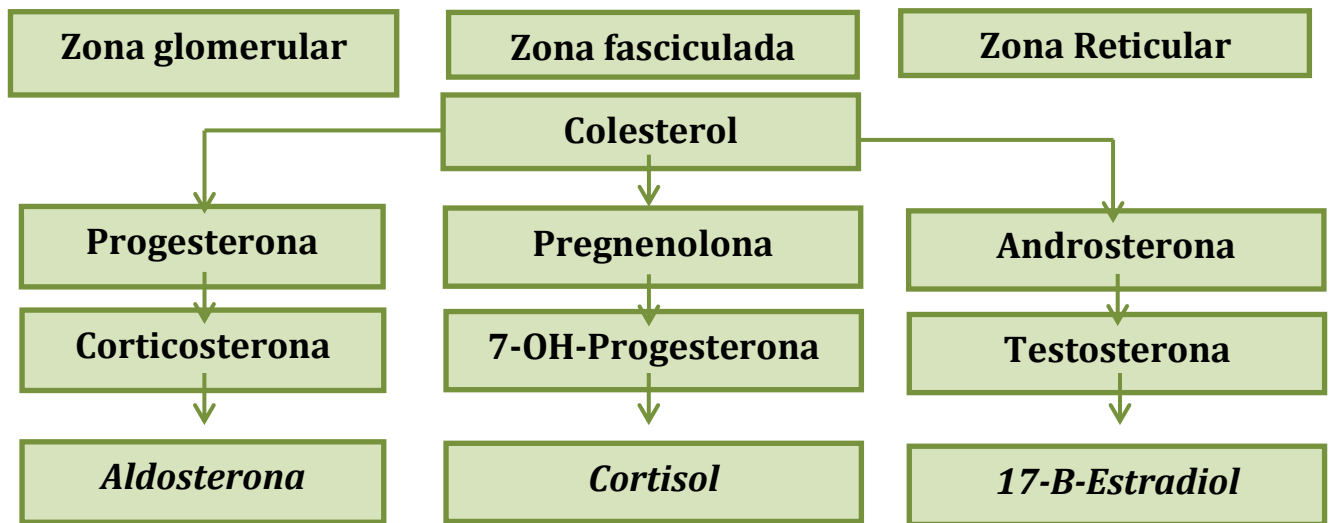 Zona glomerular
Zona fasciculada
Zona Reticular
Colesterol
Progesterona
Pregnenolona
Androsterona
Corticosterona
7-OH-Progesterona
Testosterona
Aldosterona
Cortisol
17-B-Estradiol